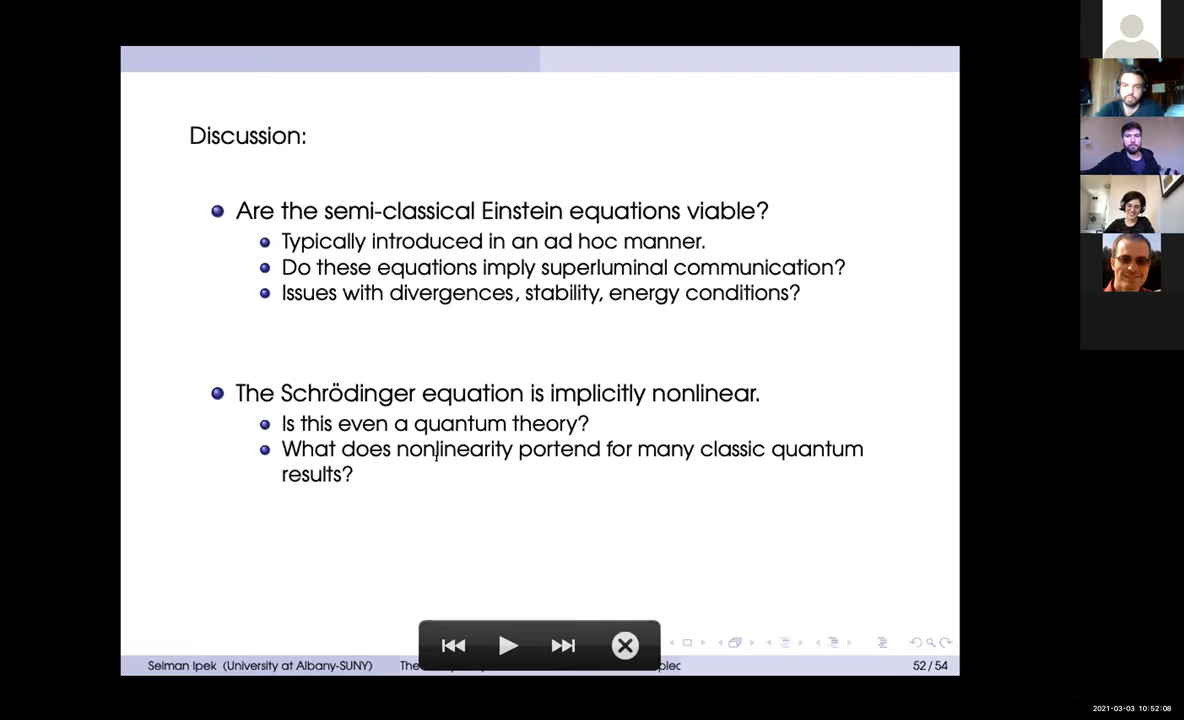 Discussion:
Are the semi-classical Einstein equations viable?
Typically introduced in an ad hoc manner.
Do these equations imply superluminal communication?
Issues with divergences, stability, energy conditions?
The Schrödinger equation is implicitly nonlinear.
Is this even a quantum theory?
What does nonlinearity portend for many classic quantum
results?
Selman Ipek (University at Albany-SUNY) The
52 / 54
2021-03-03 10:52:08